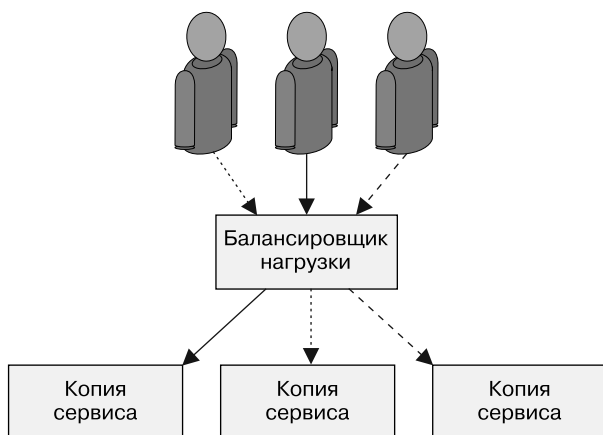 Балансировщик
нагрузки
Копия
сервиса
Копия
сервиса
Копия
сервиса